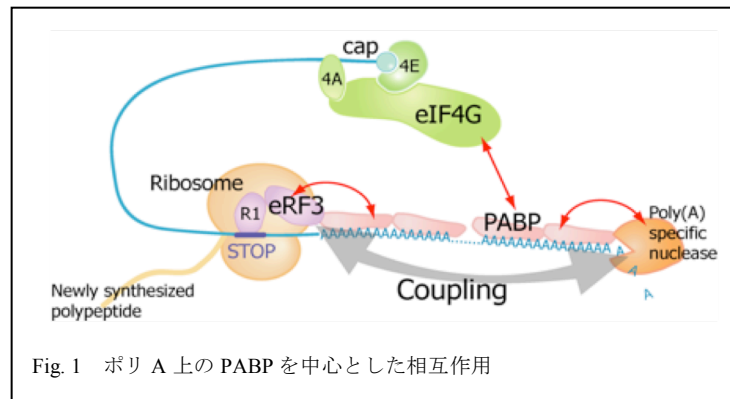 cap
4A
4E
eIF4G
Ribosome
R1
eRF3
STOP
PABP
Poly(A)
specific
nuclease
AAAAAAAAAAAAA
AAAAAAAAAAAAA
A
A
A
Coupling
Newly synthesized
polypeptide
Fig. 1 ポリ A 上の PABP を中心とした相互作用